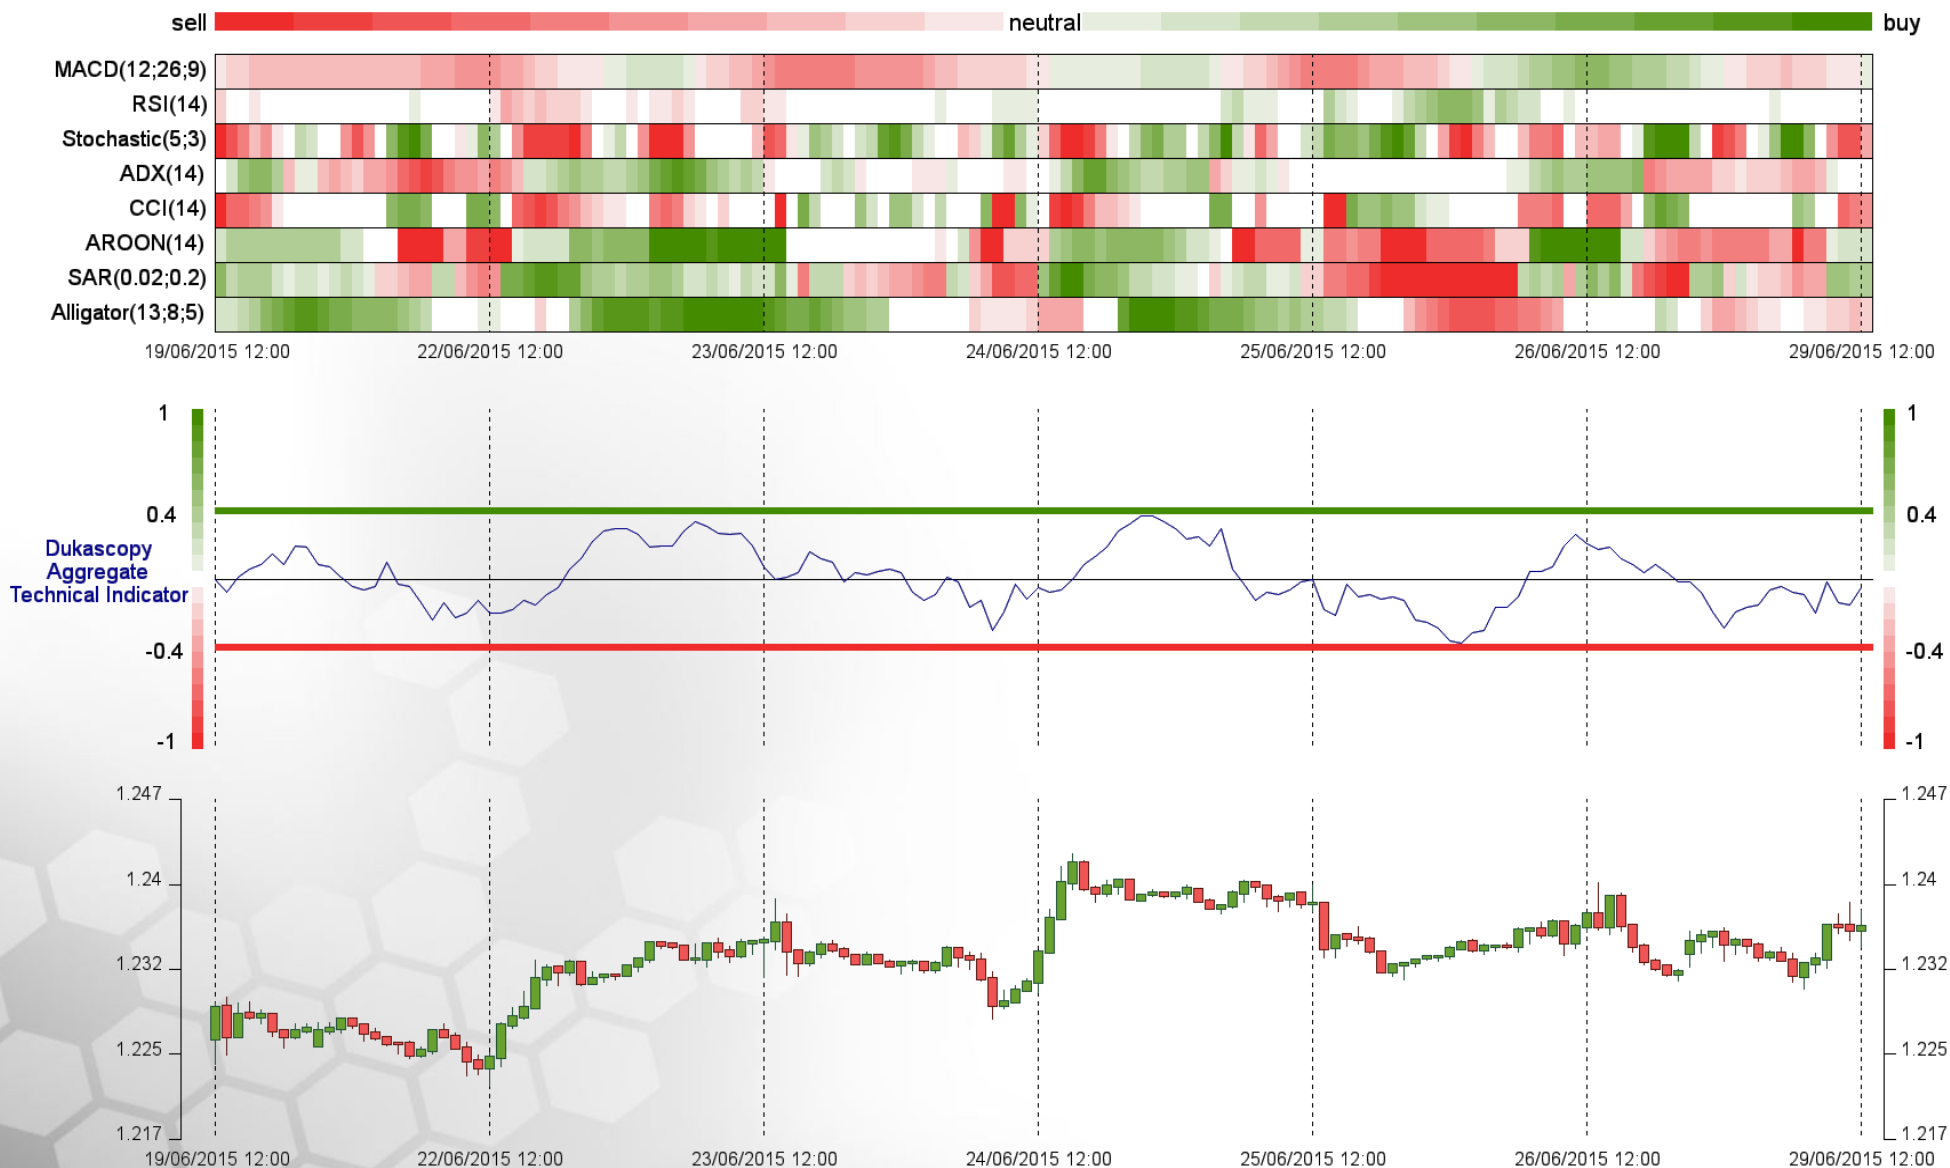 sell neutral buy
MACD(12;26;9)
RSI(14)
Stochastic(5;3)
ADX(14)
CCI(14)
AROON(14)
SAR(0.02;0.2)
Alligator(13;8;5)
19/06/2015 12:00 22/06/2015 12:00 23/06/2015 12:00 24/06/2015 12:00 25/06/2015 12:00 26/06/2015 12:00 29/06/2015 12:00
1 1
0.4 0.4
Dukascopy
Aggregate
Technical Indicator
-0.4 -0.4
-1 -1
1.247 1.247
1.24 1.24
1.232 1.232
1.225 1.225
1.217 1.217
19/06/2015 12:00 22/06/2015 12:00 23/06/2015 12:00 24/06/2015 12:00 25/06/2015 12:00 26/06/2015 12:00 29/06/2015 12:00